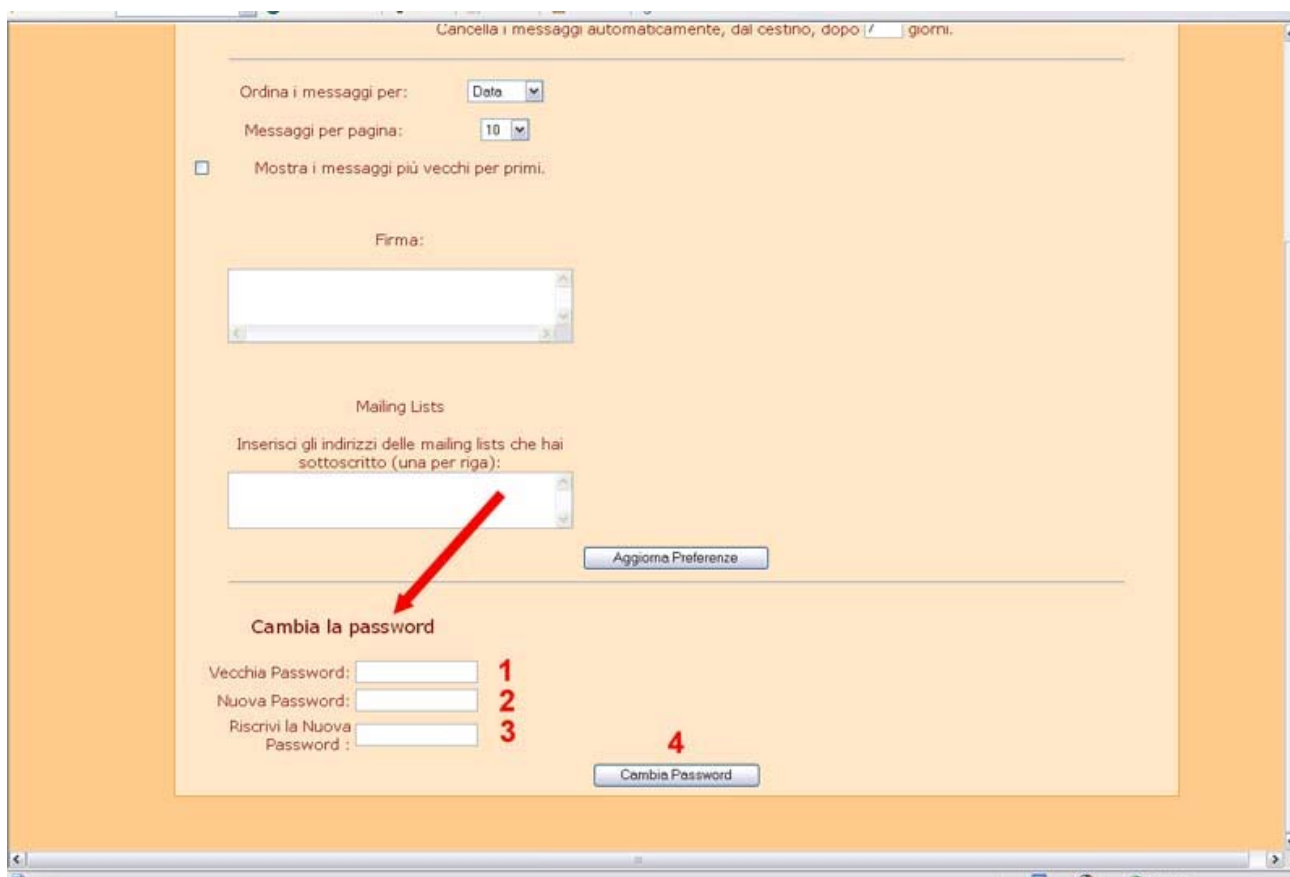 Cancella i messaggi automaticamente, dal cestino, dopo 7 giorni.
Ordina i messaggi per: Data
Messaggi per pagina: 10
Mostra i messaggi più vecchi per primi.
Firma:
Mailing Lists
Inserisci gli indirizzi delle mailing lists che hai
sottoscritto (una per riga):
Aggiorna Preferenze
Cambia la password
Vecchia Password: 1
Nuova Password: 2
Riscrivi la Nuova
Password : 3
4
Cambia Password